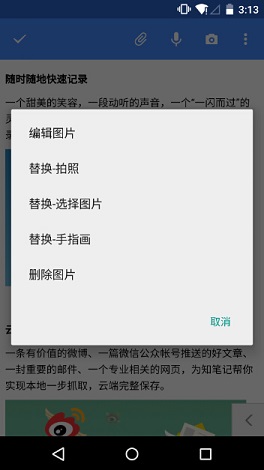 3:13
随时随地快速记录
一个甜美的笑容，一段动听的声音，一个“一闪而过”的
灵
录
编辑图片
替换-拍照
替换-选择图片
替换-手指画
删除图片
取消
云
一条有价值的微博、一篇微信公众帐号推送的好文章、
一封重要的邮件、一个专业相关的网页，为知笔记帮你
实现本地一步抓取，云端完整保存。